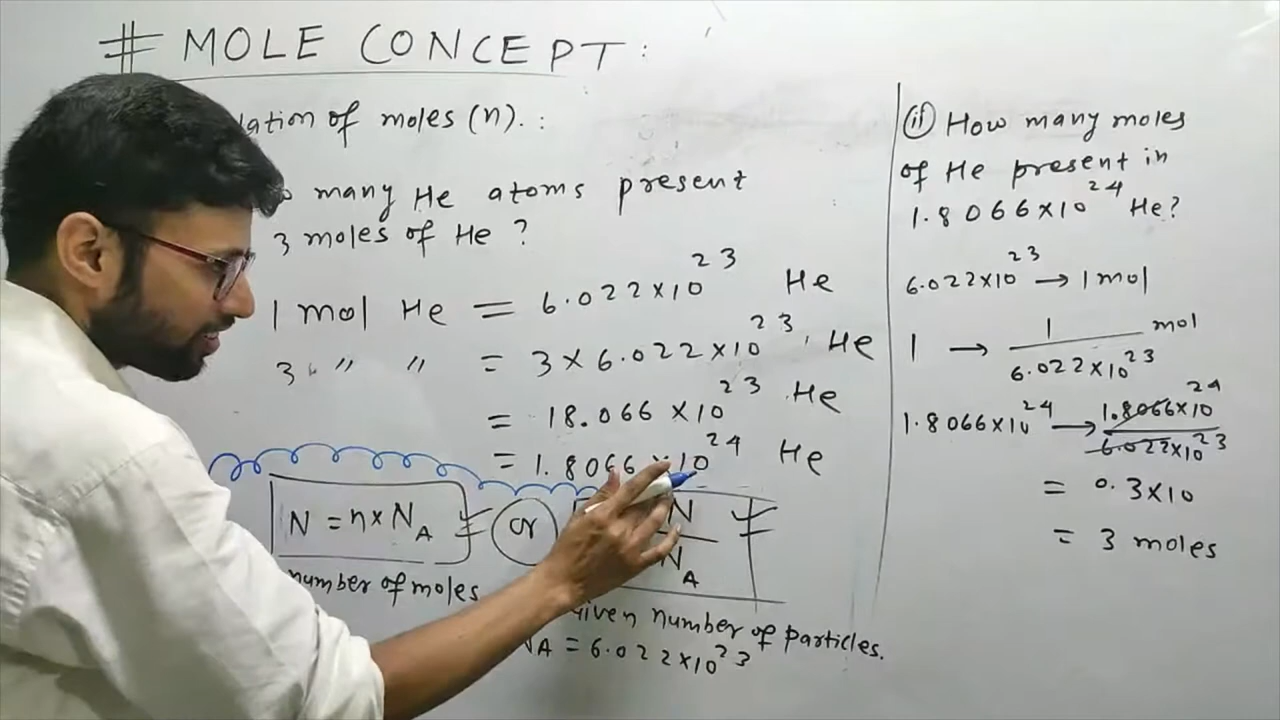 # MOLE CONCEPT:
of moles (n).:
many He atoms present
3 moles of He ?
1 mol He = 6.022×10²³ He
3 " " = 3 × 6.022×10²³ He
= 18.066 ×10²³ He
= 1.8066 ×10²⁴ He
N = n × N_A or N / N_A
number of moles
given number of particles.
NA = 6.022×10²³
(ii) How many moles
of He present in
1.8066×10²⁴ He?
6.022×10²³ → 1 mol
1 → 1 / 6.022×10²³ mol
1.8066×10²⁴ → 1.8066×10²⁴ / 6.022×10²³
= 0.3×10
= 3 moles